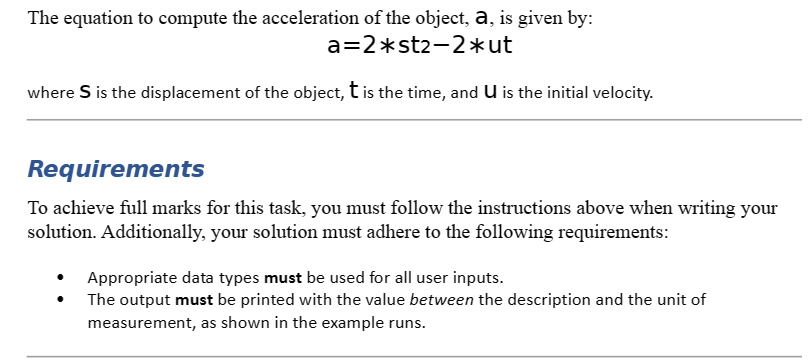 The equation to compute the acceleration of the object, a, is given by:
a=2∗st2−2∗ut
where s is the displacement of the object, t is the time, and u is the initial velocity.
Requirements
To achieve full marks for this task, you must follow the instructions above when writing your
solution. Additionally, your solution must adhere to the following requirements:
• Appropriate data types must be used for all user inputs.
• The output must be printed with the value between the description and the unit of
measurement, as shown in the example runs.